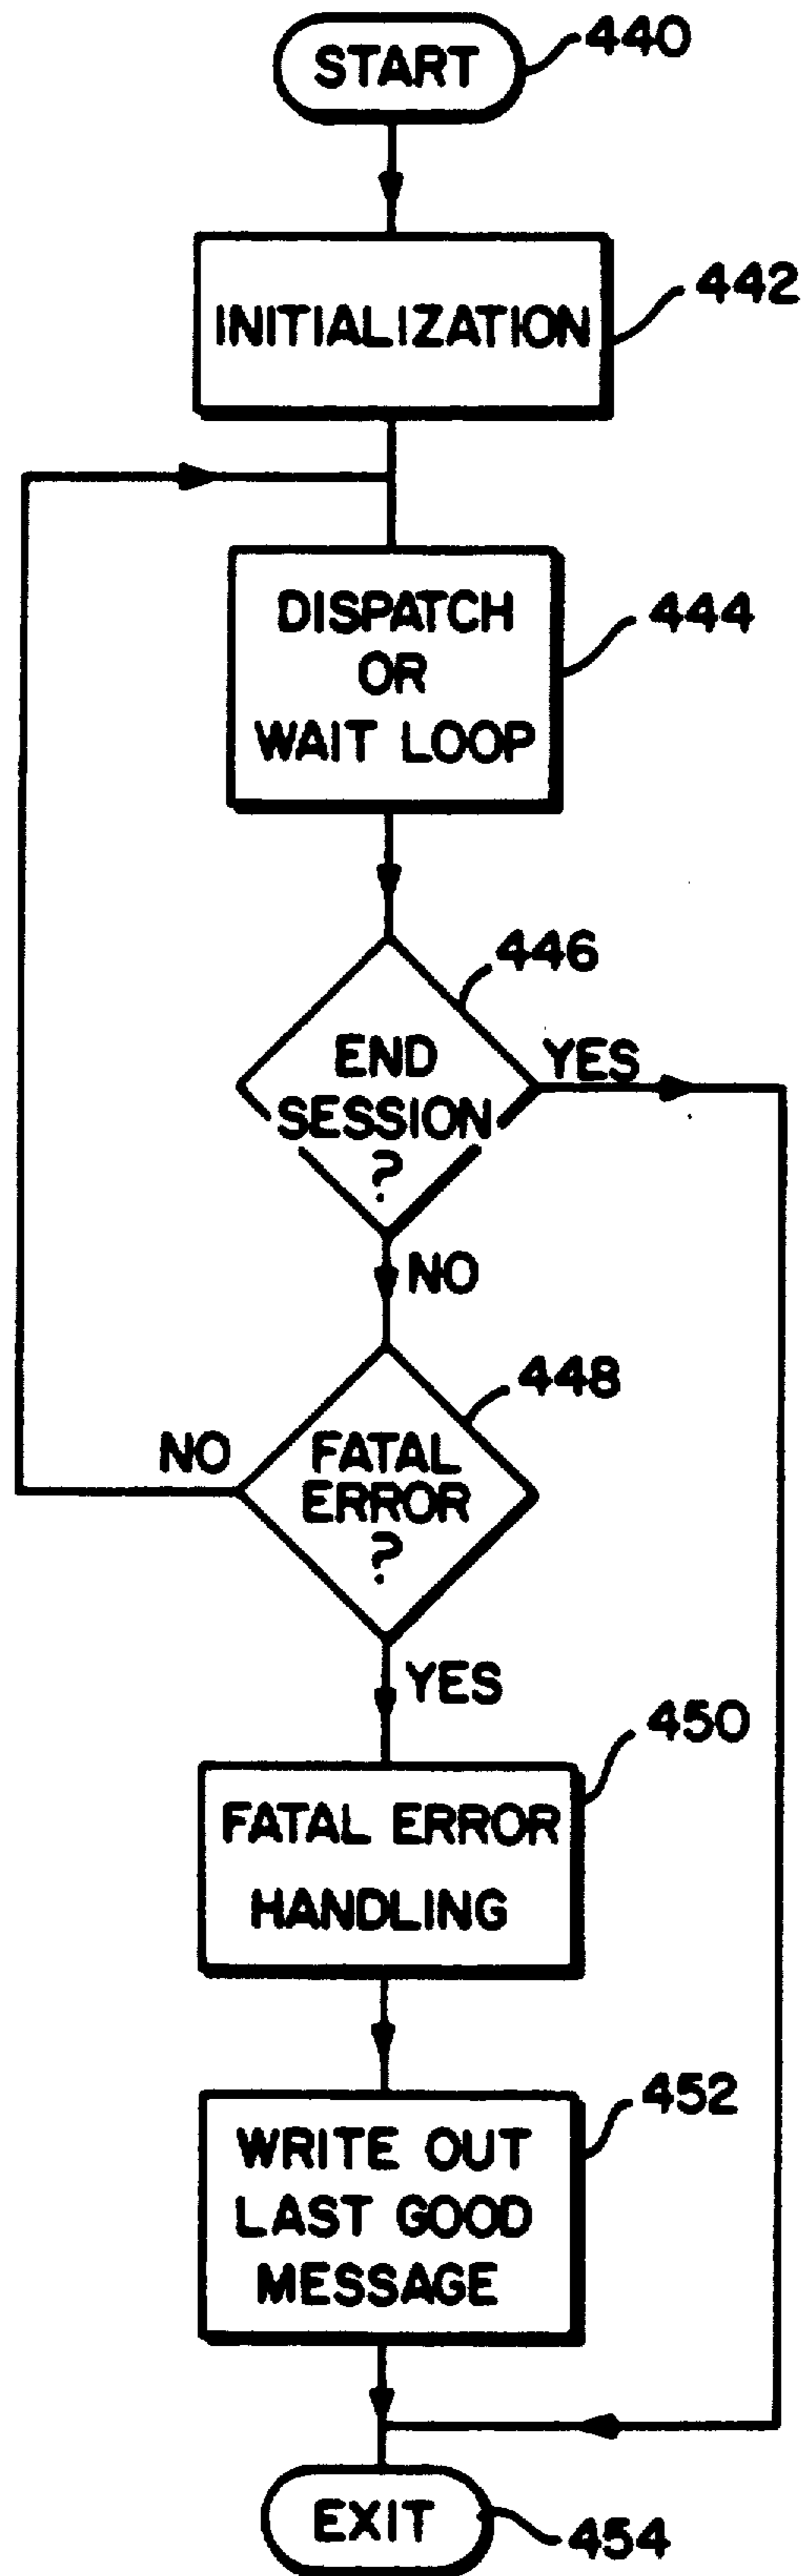 START
440
INITIALIZATION
442
DISPATCH
OR
WAIT LOOP
444
446
END
SESSION
?
YES
NO
448
NO
FATAL
ERROR
?
YES
450
FATAL ERROR
HANDLING
452
WRITE OUT
LAST GOOD
MESSAGE
EXIT
454